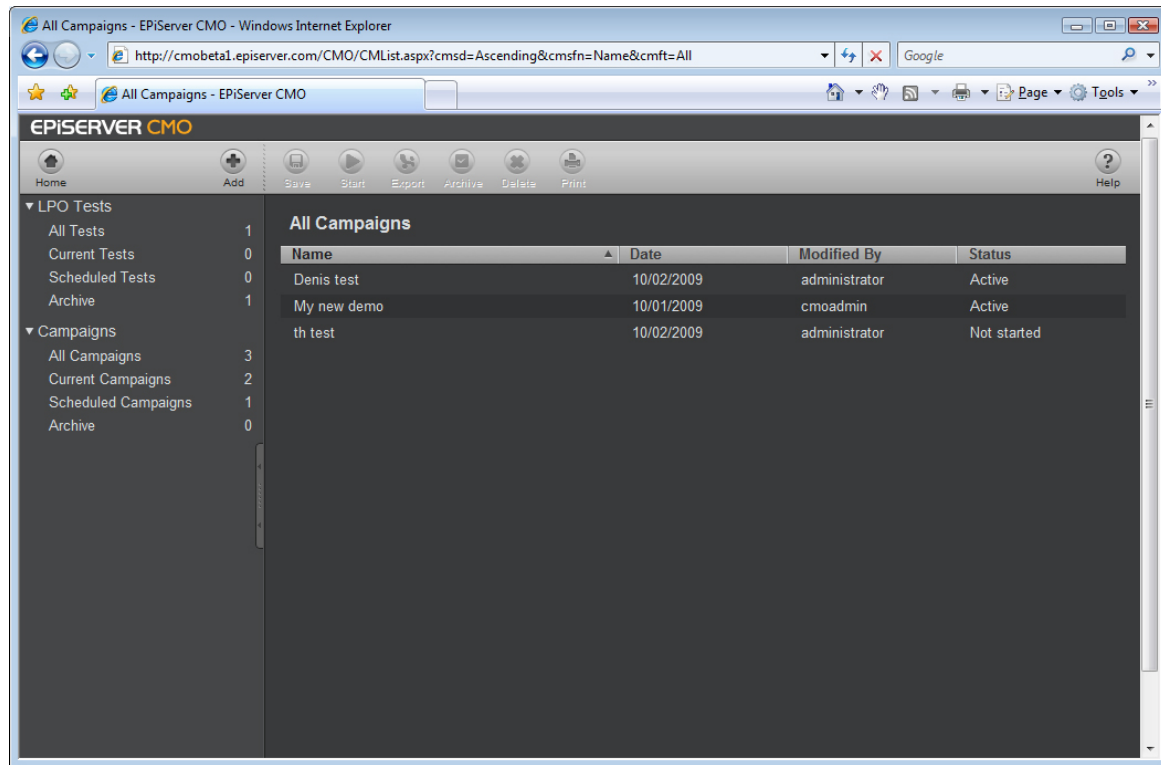 All Campaigns - EPiServer CMO - Windows Internet Explorer
http://cmobeta1.episerver.com/CMO/CMList.aspx?cmsd=Ascending&cmsfn=Name&cmft=All
Google
All Campaigns - EPiServer CMO
Page
Tools
EPiSERVER CMO
Home
Add
Save
Start
Export
Archive
Delete
Print
Help
LPO Tests
All Tests 1
Current Tests 0
Scheduled Tests 0
Archive 1
Campaigns
All Campaigns 3
Current Campaigns 2
Scheduled Campaigns 1
Archive 0
All Campaigns
Name Date Modified By Status
Denis test 10/02/2009 administrator Active
My new demo 10/01/2009 cmoadmin Active
th test 10/02/2009 administrator Not started